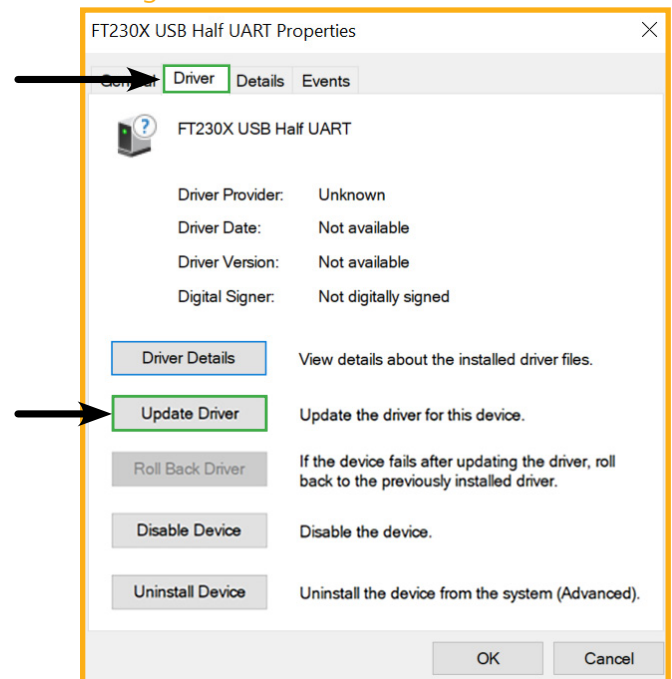 FT230X USB Half UART Properties
Driver Details Events
FT230X USB Half UART
Driver Provider: Unknown
Driver Date: Not available
Driver Version: Not available
Digital Signer: Not digitally signed
Driver Details View details about the installed driver files.
Update Driver Update the driver for this device.
Roll Back Driver If the device fails after updating the driver, roll
back to the previously installed driver.
Disable Device Disable the device.
Uninstall Device Uninstall the device from the system (Advanced).
OK Cancel